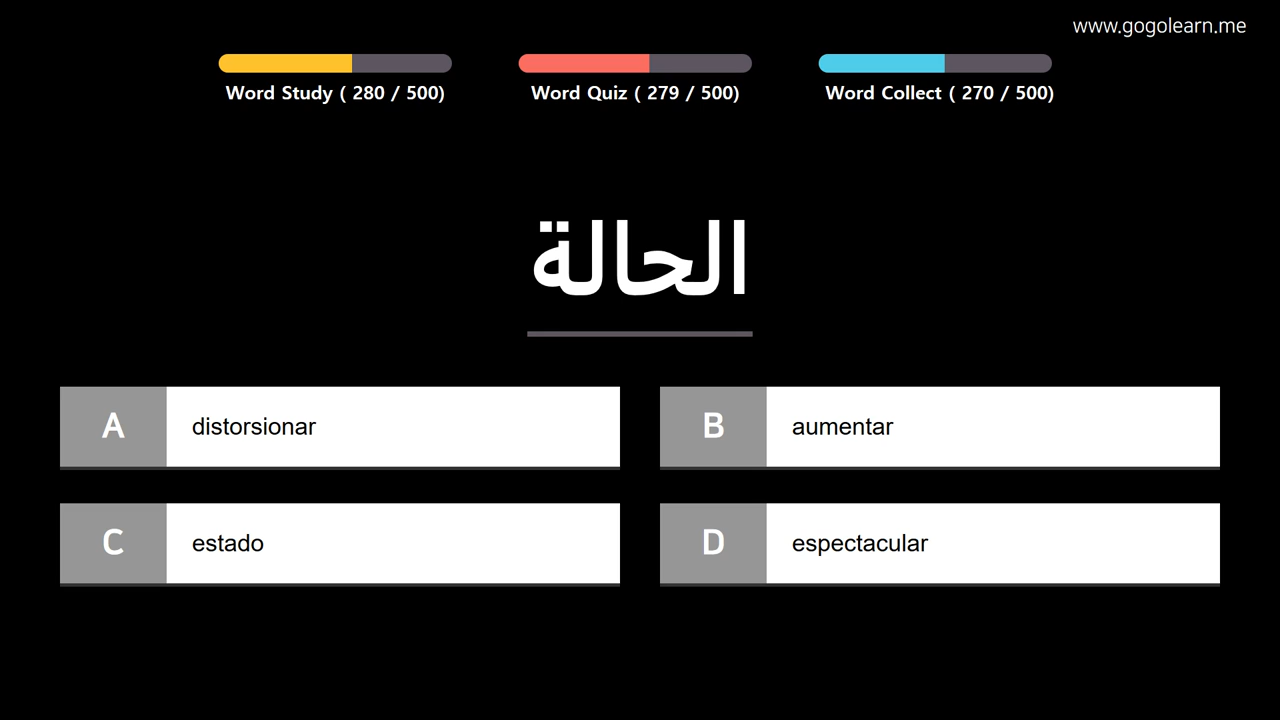 www.gogolearn.me
Word Study ( 280 / 500)
Word Quiz ( 279 / 500)
Word Collect ( 270 / 500)
الحالة
A distorsionar
B aumentar
C estado
D espectacular